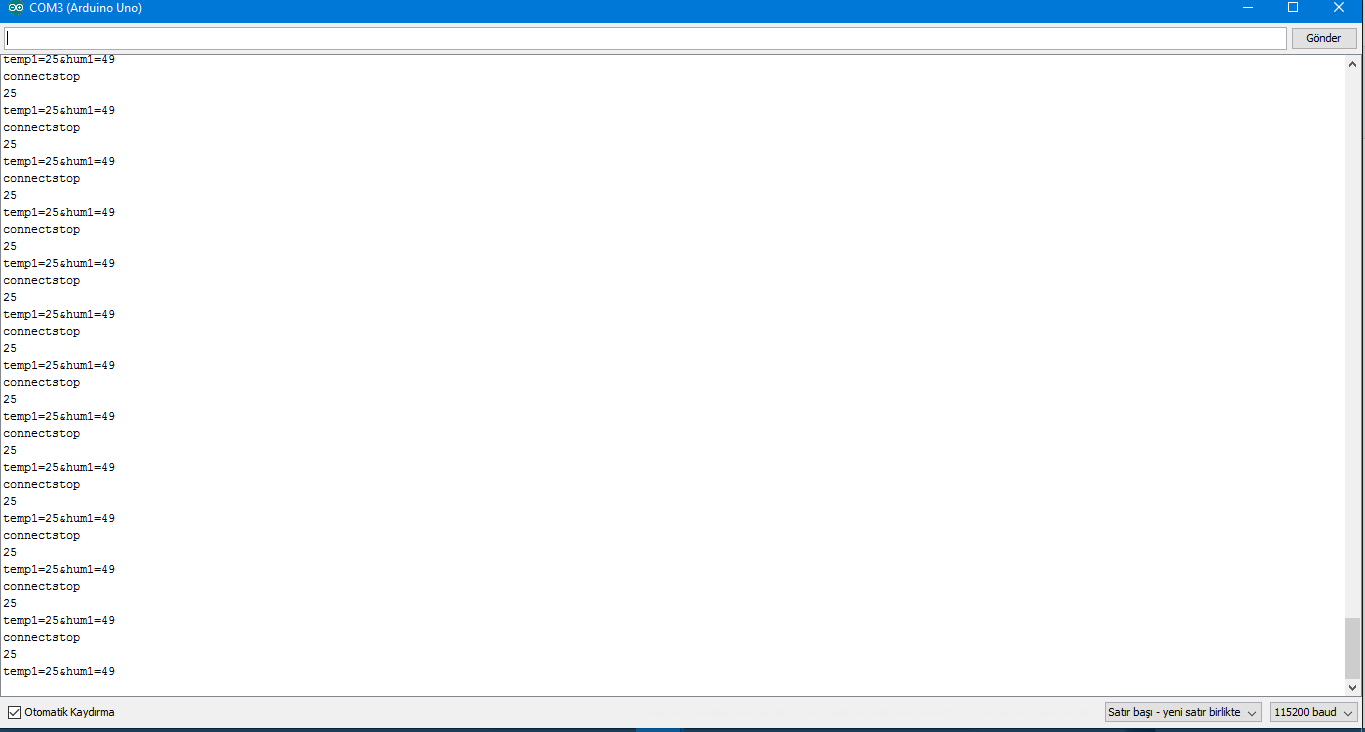 COM3 (Arduino Uno)
Gönder
temp1=25&hum1=49
connectstop
25
temp1=25&hum1=49
connectstop
25
temp1=25&hum1=49
connectstop
25
temp1=25&hum1=49
connectstop
25
temp1=25&hum1=49
connectstop
25
temp1=25&hum1=49
connectstop
25
temp1=25&hum1=49
connectstop
25
temp1=25&hum1=49
connectstop
25
temp1=25&hum1=49
connectstop
25
temp1=25&hum1=49
connectstop
25
temp1=25&hum1=49
connectstop
25
temp1=25&hum1=49
connectstop
25
temp1=25&hum1=49
Otomatik Kaydırma
Satır başı - yeni satır birlikte
115200 baud